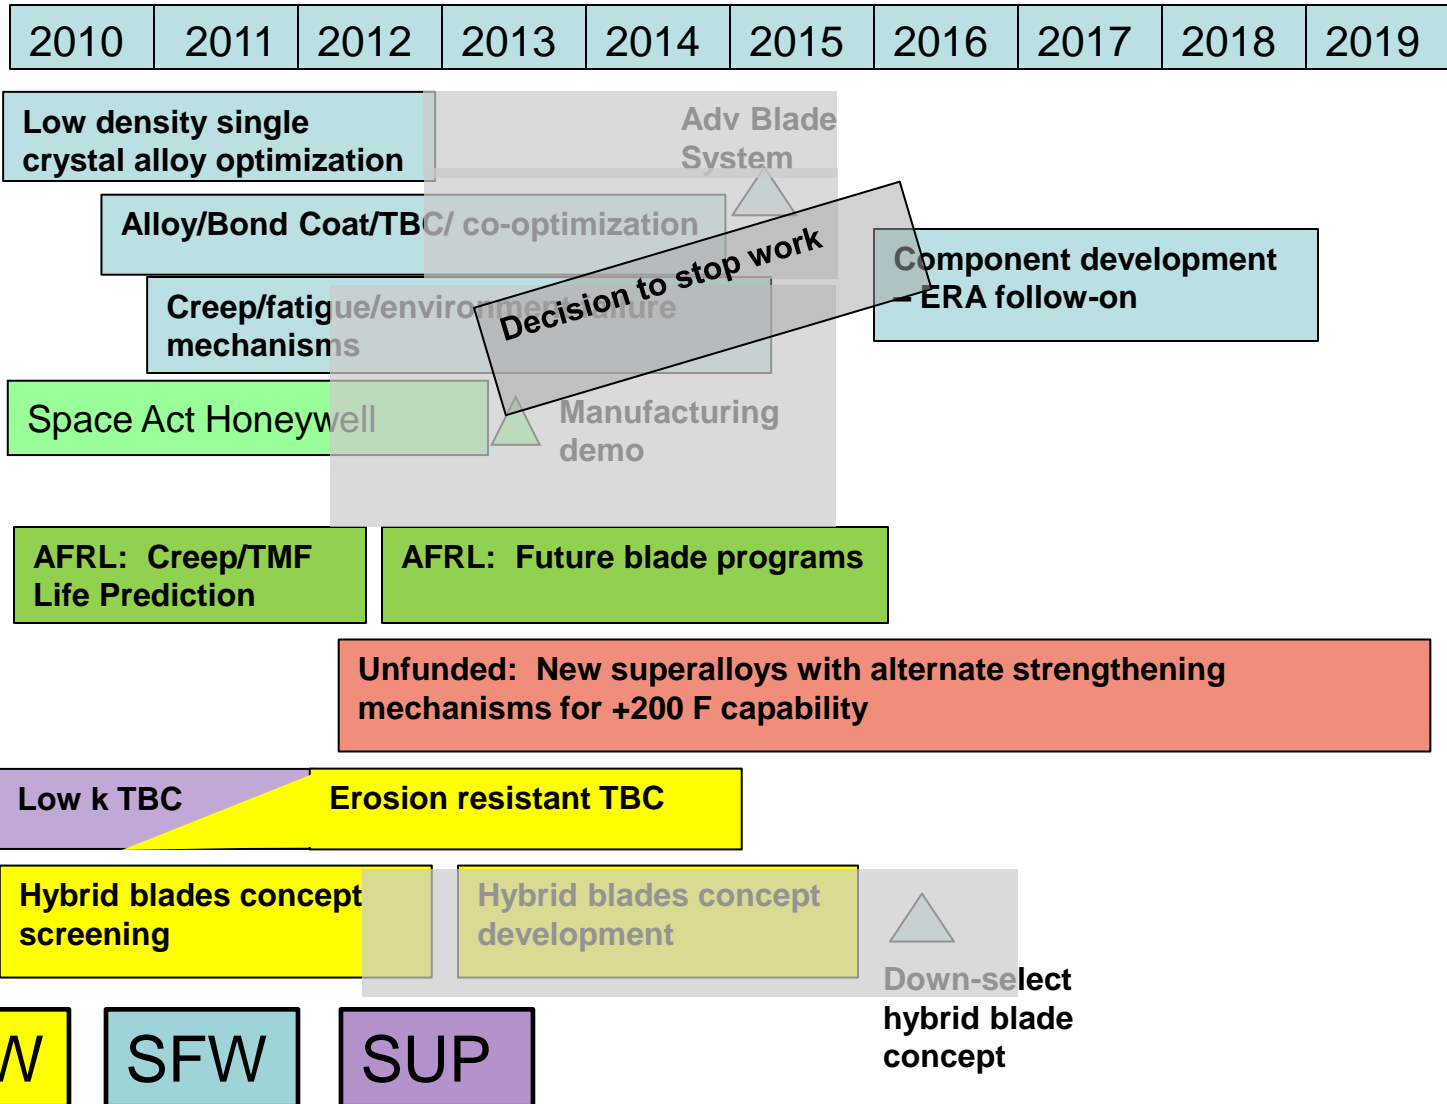 2010 2011 2012 2013 2014 2015 2016 2017 2018 2019
Low density single
crystal alloy optimization
Adv Blade
System
Alloy/Bond Coat/TBC/ co-optimization
Decision to stop work
Component development
– ERA follow-on
Creep/fatigue/environment failure
mechanisms
Space Act Honeywell
Manufacturing
demo
AFRL:  Creep/TMF
Life Prediction
AFRL:  Future blade programs
Unfunded:  New superalloys with alternate strengthening
mechanisms for +200 F capability
Low k TBC
Erosion resistant TBC
Hybrid blades concept
screening
Hybrid blades concept
development
Down-select
hybrid blade
concept
W
SFW
SUP